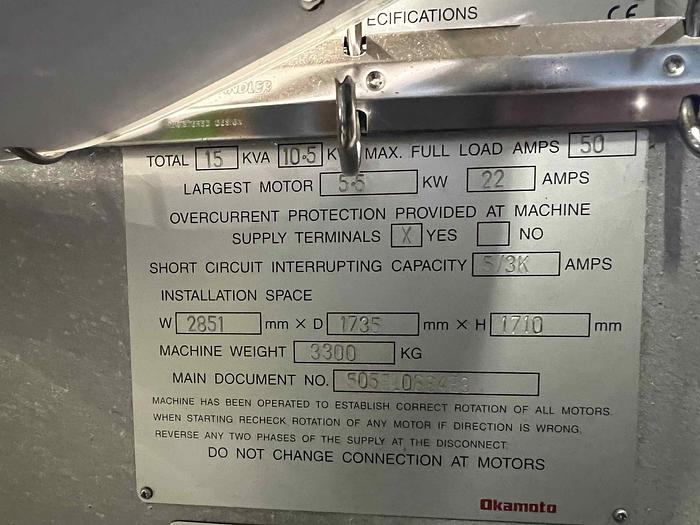 ECIFICATIONS CE
NDLER
REGISTERED DESIGN
TOTAL 15 KVA 10·5 K MAX. FULL LOAD AMPS 50
LARGEST MOTOR 5·5 KW 22 AMPS
OVERCURRENT PROTECTION PROVIDED AT MACHINE
SUPPLY TERMINALS X YES NO
SHORT CIRCUIT INTERRUPTING CAPACITY 5/3K AMPS
INSTALLATION SPACE
W 2851 mm × D 1735 mm × H 1710 mm
MACHINE WEIGHT 3300 KG
MAIN DOCUMENT NO.
MACHINE HAS BEEN OPERATED TO ESTABLISH CORRECT ROTATION OF ALL MOTORS.
WHEN STARTING RECHECK ROTATION OF ANY MOTOR IF DIRECTION IS WRONG,
REVERSE ANY TWO PHASES OF THE SUPPLY AT THE DISCONNECT.
DO NOT CHANGE CONNECTION AT MOTORS
Okamoto